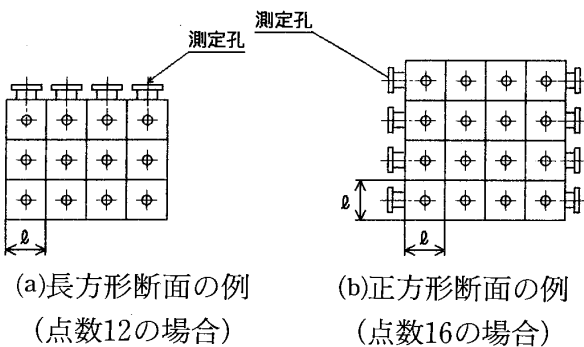 測定孔
測定孔
ℓ
ℓ
ℓ
(a)長方形断面の例
(点数12の場合)
(b)正方形断面の例
(点数16の場合)